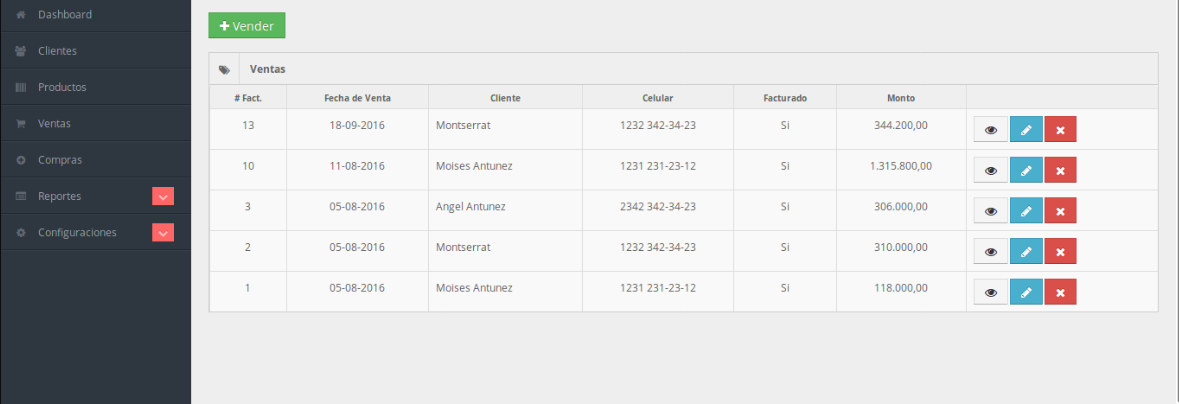 Dashboard
Clientes
Productos
Ventas
Compras
Reportes
Configuraciones
Vender
Ventas
# Fact. Fecha de Venta Cliente Celular Facturado Monto
13 18-09-2016 Montserrat 1232 342-34-23 Si 344.200,00
10 11-08-2016 Moises Antunez 1231 231-23-12 Si 1.315.800,00
3 05-08-2016 Angel Antunez 2342 342-34-23 Si 306.000,00
2 05-08-2016 Montserrat 1232 342-34-23 Si 310.000,00
1 05-08-2016 Moises Antunez 1231 231-23-12 Si 118.000,00